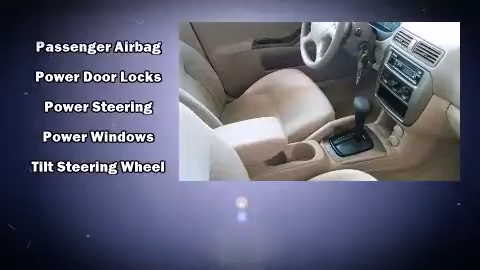 Passenger Airbag
Power Door Locks
Power Steering
Power Windows
Tilt Steering Wheel